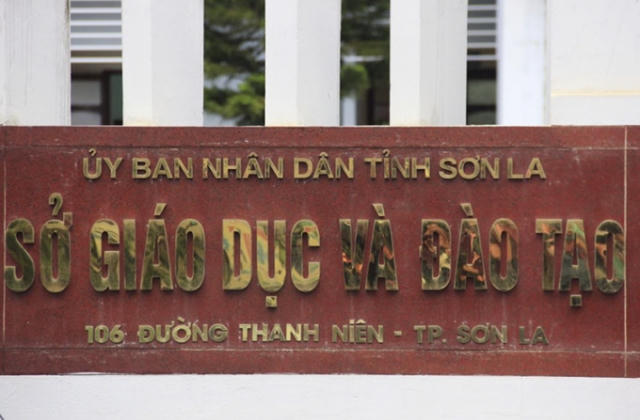 ỦY BAN NHÂN DÂN TỈNH SƠN LA
SỞ GIÁO DỤC VÀ ĐÀO TẠO
106 ĐƯỜNG THANH NIÊN - TP. SƠN LA